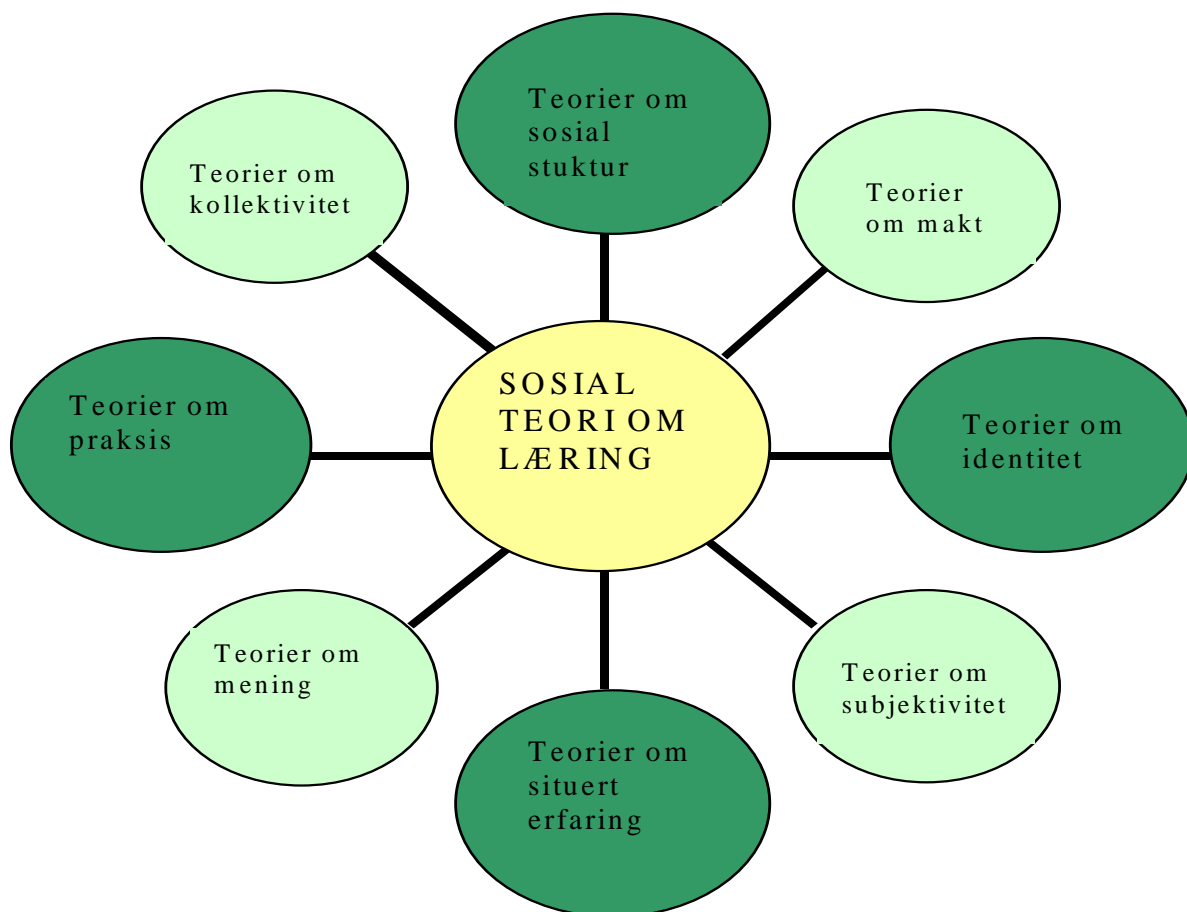 Teorier om
sosial
stuktur
Teorier om
kollektivitet
Teorier
om makt
SOSIAL
TEORI OM
LÆRING
Teorier om
praksis
Teorier om
identitet
Teorier om
mening
Teorier om
subjektivitet
Teorier om
situert
erfaring